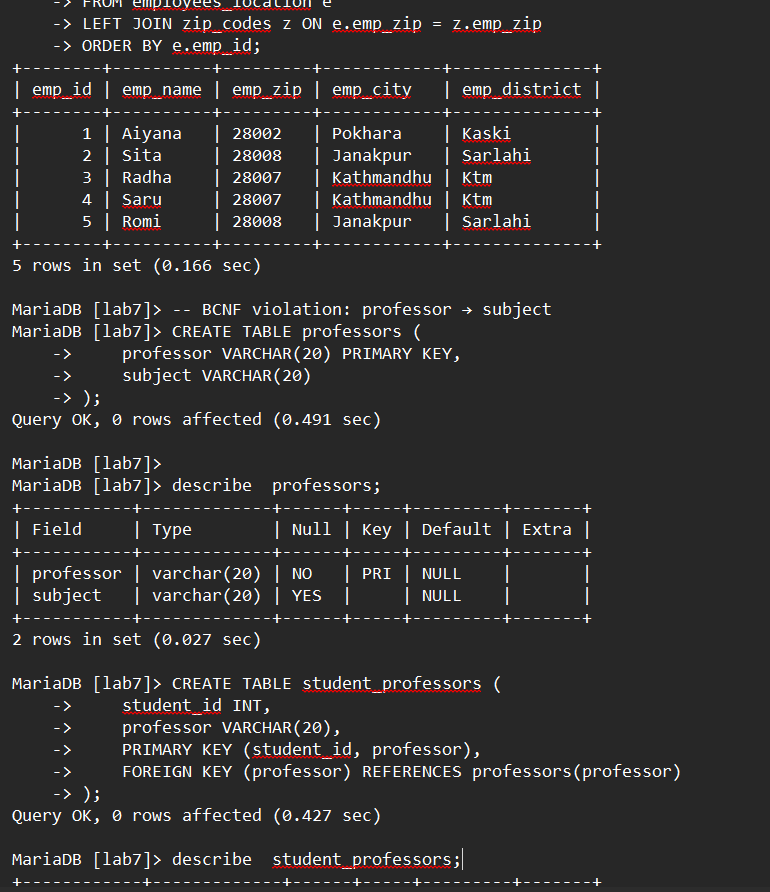 -> FROM employees_location e
    -> LEFT JOIN zip_codes z ON e.emp_zip = z.emp_zip
    -> ORDER BY e.emp_id;
+--------+----------+---------+------------+--------------+
| emp_id | emp_name | emp_zip | emp_city   | emp_district |
+--------+----------+---------+------------+--------------+
|      1 | Aiyana   | 28002   | Pokhara    | Kaski        |
|      2 | Sita     | 28008   | Janakpur   | Sarlahi      |
|      3 | Radha    | 28007   | Kathmandhu | Ktm          |
|      4 | Saru     | 28007   | Kathmandhu | Ktm          |
|      5 | Romi     | 28008   | Janakpur   | Sarlahi      |
+--------+----------+---------+------------+--------------+
5 rows in set (0.166 sec)

MariaDB [lab7]> -- BCNF violation: professor → subject
MariaDB [lab7]> CREATE TABLE professors (
    ->     professor VARCHAR(20) PRIMARY KEY,
    ->     subject VARCHAR(20)
    -> );
Query OK, 0 rows affected (0.491 sec)

MariaDB [lab7]>
MariaDB [lab7]> describe  professors;
+-----------+-------------+------+-----+---------+-------+
| Field     | Type        | Null | Key | Default | Extra |
+-----------+-------------+------+-----+---------+-------+
| professor | varchar(20) | NO   | PRI | NULL    |       |
| subject   | varchar(20) | YES  |     | NULL    |       |
+-----------+-------------+------+-----+---------+-------+
2 rows in set (0.027 sec)

MariaDB [lab7]> CREATE TABLE student_professors (
    ->     student_id INT,
    ->     professor VARCHAR(20),
    ->     PRIMARY KEY (student_id, professor),
    ->     FOREIGN KEY (professor) REFERENCES professors(professor)
    -> );
Query OK, 0 rows affected (0.427 sec)

MariaDB [lab7]> describe  student_professors;
+------------+-------------+------+-----+---------+-------+